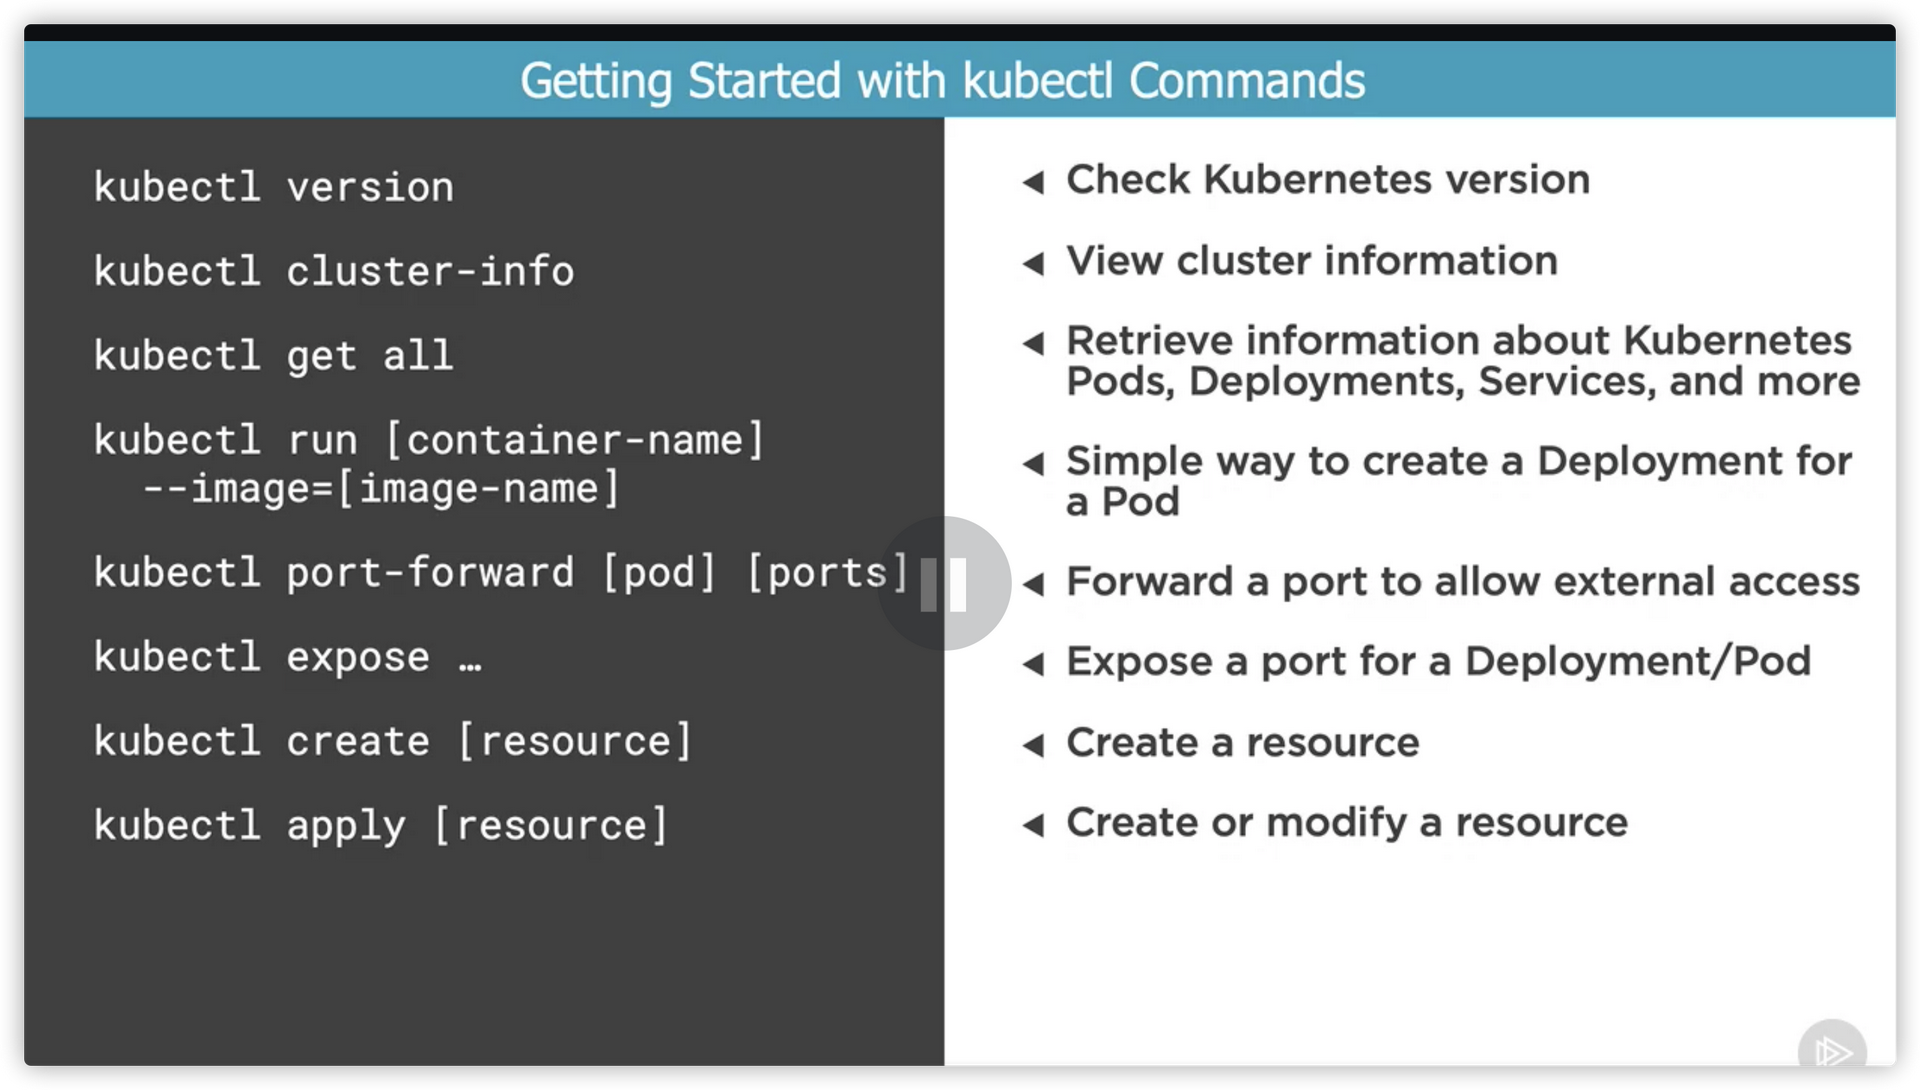 Getting Started with kubectl Commands
kubectl version
kubectl cluster-info
kubectl get all
kubectl run [container-name]
--image=[image-name]
kubectl port-forward [pod] [ports]
kubectl expose …
kubectl create [resource]
kubectl apply [resource]
Check Kubernetes version
View cluster information
Retrieve information about Kubernetes
Pods, Deployments, Services, and more
Simple way to create a Deployment for
a Pod
Forward a port to allow external access
Expose a port for a Deployment/Pod
Create a resource
Create or modify a resource